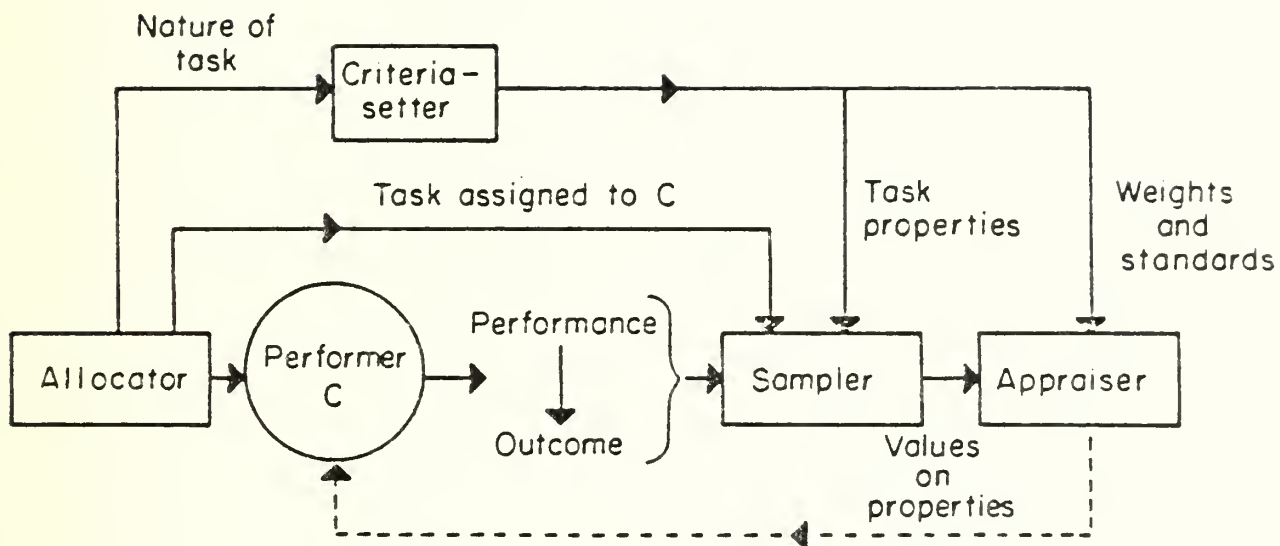 Nature of
task
Criteria-
setter
Task assigned to C
Task
properties
Weights
and
standards
Allocator
Performer
C
Performance
Outcome
Sampler
Appraiser
Values
on
properties